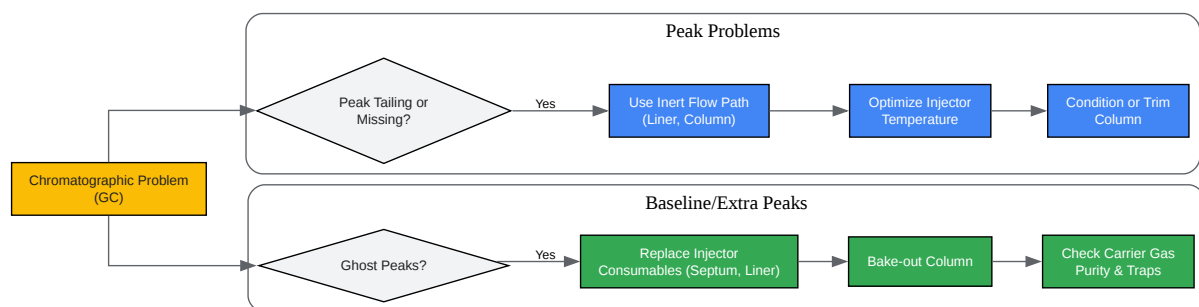 Peak Problems
Peak Tailing or
Missing?
Yes
Use Inert Flow Path
(Liner, Column)
Optimize Injector
Temperature
Condition or Trim
Column
Chromatographic Problem
(GC)
Baseline/Extra Peaks
Ghost Peaks?
Yes
Replace Injector
Consumables (Septum, Liner)
Bake-out Column
Check Carrier Gas
Purity & Traps